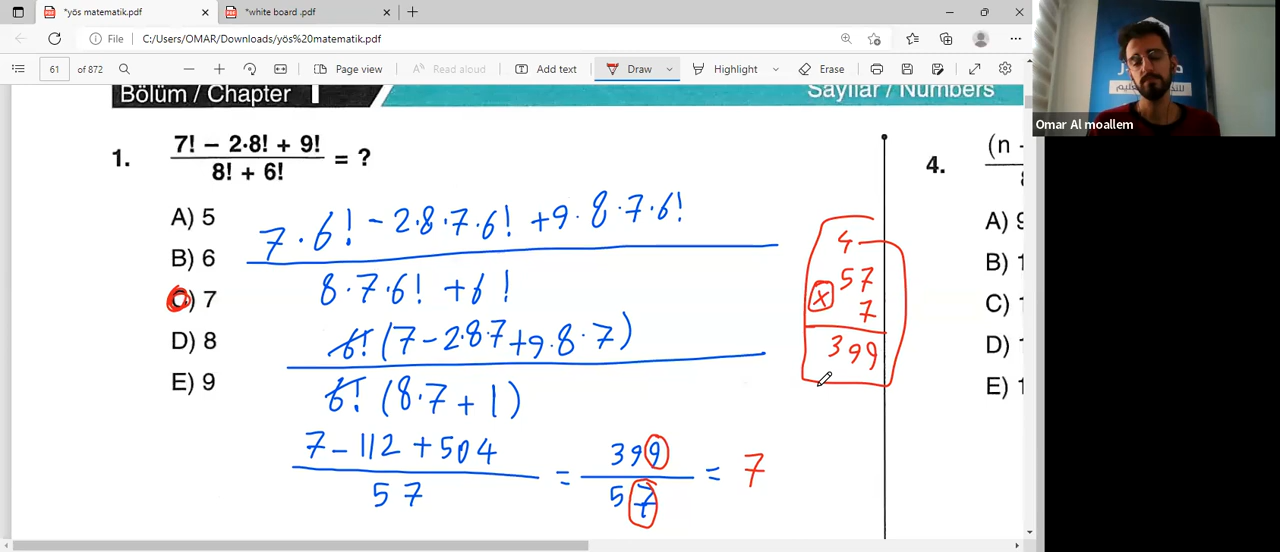 *yös matematik.pdf
*white board .pdf
File C:/Users/OMAR/Downloads/yös%20matematik.pdf
61 of 872 Page view Read aloud Add text Draw Highlight Erase
Bölüm / Chapter 1
Sayılar / Numbers
Omar Al moallem
1. 7! − 2·8! + 9!
8! + 6! = ?
A) 5
B) 6
C) 7
D) 8
E) 9
7·6! − 2·8·7·6! + 9·8·7·6!
8·7·6! + 6!
6! (7 − 2·8·7 + 9·8·7)
6! (8·7 + 1)
7 − 112 + 504
57
= 399
57
= 7
4
57
x 7
399
4. (n -
8
A) 9
B) 1
C) 1
D) 1
E) 1